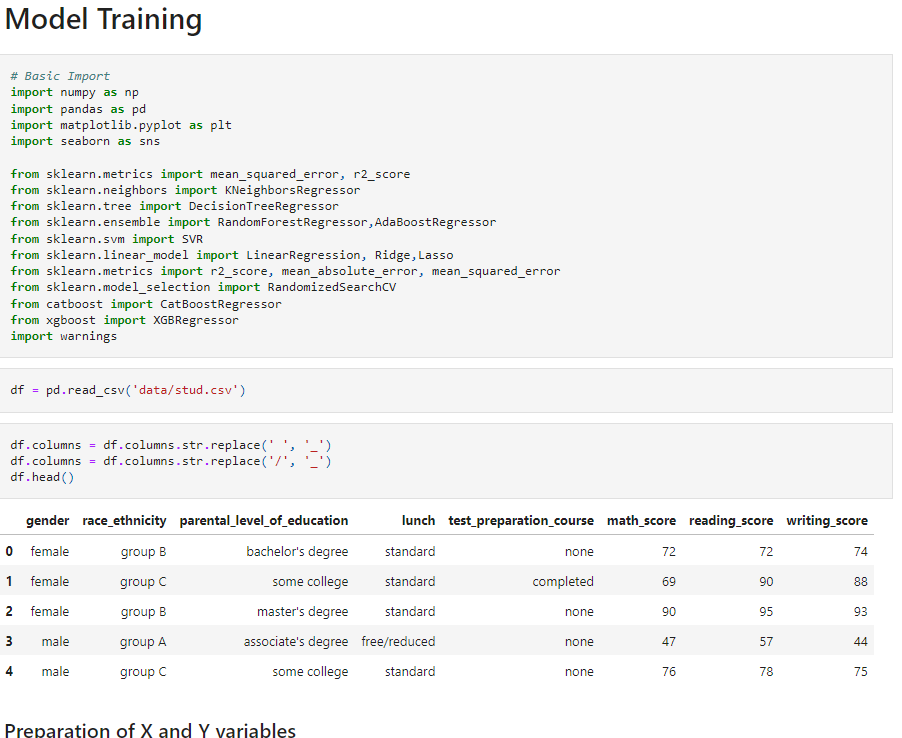 Model Training
# Basic Import
import numpy as np
import pandas as pd
import matplotlib.pyplot as plt
import seaborn as sns
from sklearn.metrics import mean_squared_error, r2_score
from sklearn.neighbors import KNeighborsRegressor
from sklearn.tree import DecisionTreeRegressor
from sklearn.ensemble import RandomForestRegressor,AdaBoostRegressor
from sklearn.svm import SVR
from sklearn.linear_model import LinearRegression, Ridge,Lasso
from sklearn.metrics import r2_score, mean_absolute_error, mean_squared_error
from sklearn.model_selection import RandomizedSearchCV
from catboost import CatBoostRegressor
from xgboost import XGBRegressor
import warnings
df = pd.read_csv('data/stud.csv')
df.columns = df.columns.str.replace(' ', '_')
df.columns = df.columns.str.replace('/', '_')
df.head()
gender race_ethnicity parental_level_of_education lunch test_preparation_course math_score reading_score writing_score
0 female group B bachelor's degree standard none 72 72 74
1 female group C some college standard completed 69 90 88
2 female group B master's degree standard none 90 95 93
3 male group A associate's degree free/reduced none 47 57 44
4 male group C some college standard none 76 78 75
Preparation of X and Y variables